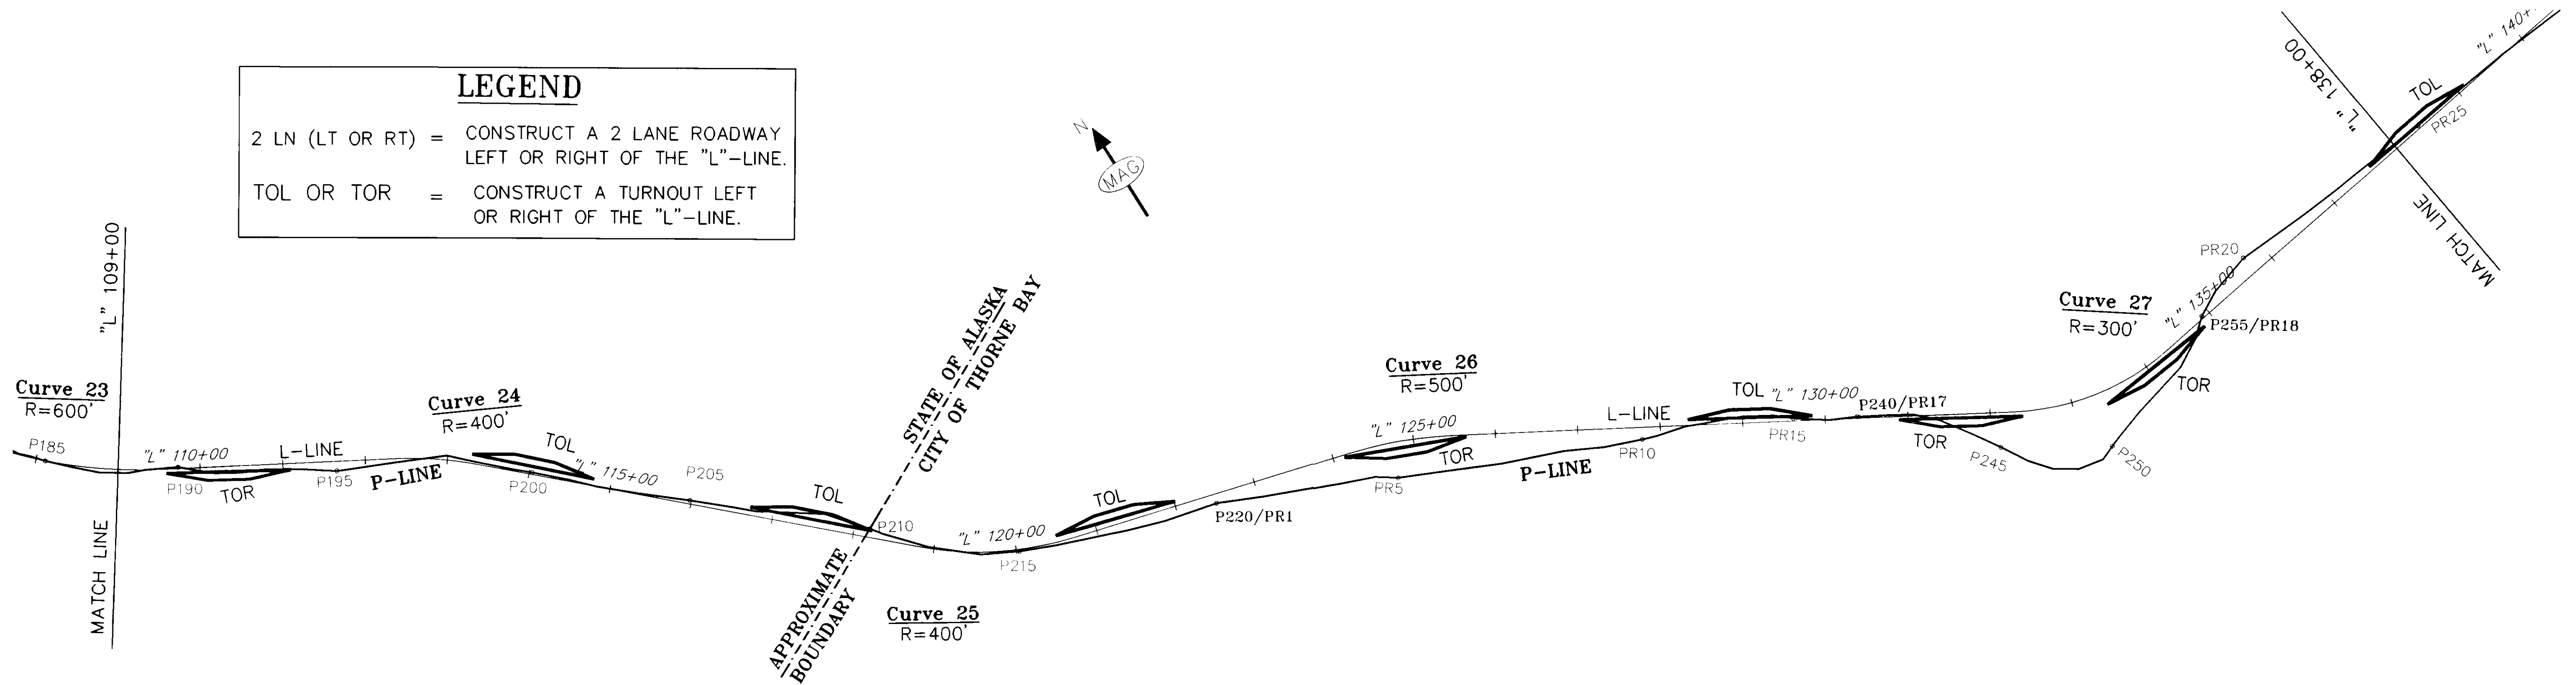 LEGEND
2 LN (LT OR RT) = CONSTRUCT A 2 LANE ROADWAY
LEFT OR RIGHT OF THE "L"-LINE.
TOL OR TOR = CONSTRUCT A TURNOUT LEFT
OR RIGHT OF THE "L"-LINE.
N
MAG
"L" 109+00
MATCH LINE
Curve 23
R=600'
P185
"L" 110+00
P190
TOR
L-LINE
P195
P-LINE
Curve 24
R=400'
TOL
P200
"L" 115+00
P205
TOL
P210
STATE OF ALASKA
CITY OF THORNE BAY
APPROXIMATE
BOUNDARY
Curve 25
R=400'
"L" 120+00
P215
TOL
P220/PR1
Curve 26
R=500'
"L" 125+00
TOR
PR5
P-LINE
L-LINE
PR10
TOL
"L" 130+00
PR15
P240/PR17
TOR
P245
P250
Curve 27
R=300'
"L" 135+00
P255/PR18
TOR
PR20
"L" 138+00
MATCH LINE
TOL
PR25
"L" 140+